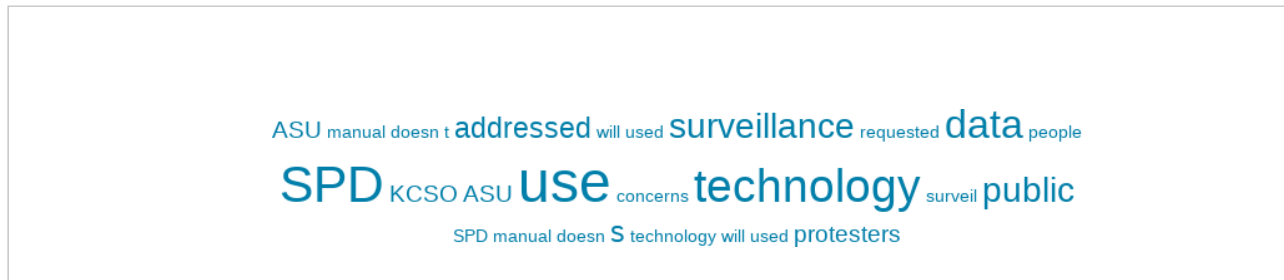 ASU manual doesn t addressed will used surveillance requested data people
SPD KCSO ASU use concerns technology surveil public
SPD manual doesn s technology will used protesters